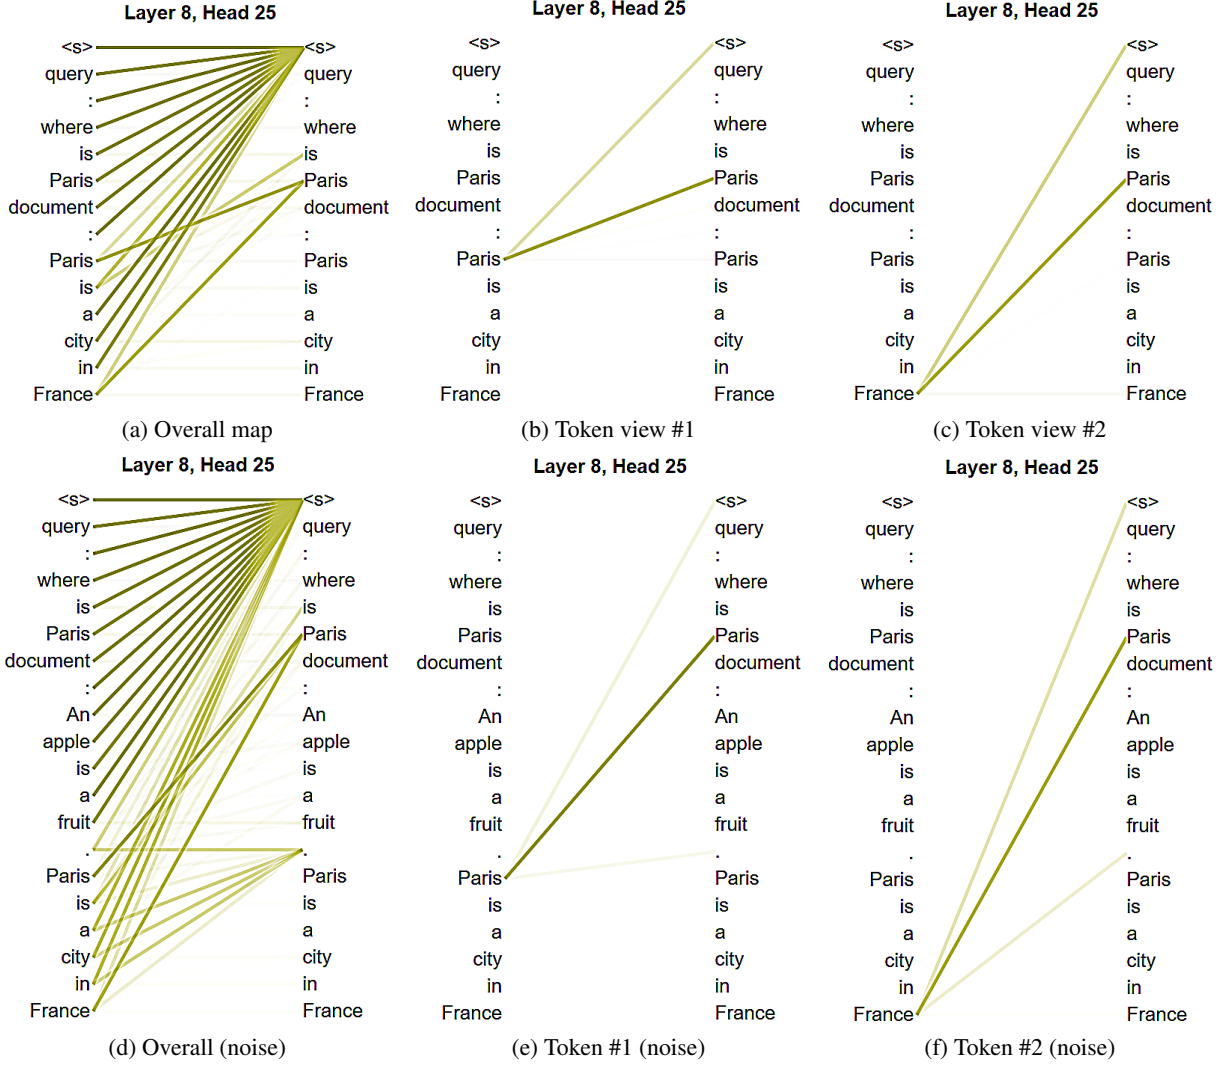 Layer 8, Head 25
<s> <s>
query query
: :
where where
is is
Paris Paris
document document
: :
Paris Paris
is is
a a
city city
in in
France France
(a) Overall map
Layer 8, Head 25
<s> <s>
query query
: :
where where
is is
Paris Paris
document document
: :
Paris Paris
is is
a a
city city
in in
France France
(b) Token view #1
Layer 8, Head 25
<s> <s>
query query
: :
where where
is is
Paris Paris
document document
: :
Paris Paris
is is
a a
city city
in in
France France
(c) Token view #2
Layer 8, Head 25
<s> <s>
query query
: :
where where
is is
Paris Paris
document document
: :
An An
apple apple
is is
a a
fruit fruit
. .
Paris Paris
is is
a a
city city
in in
France France
(d) Overall (noise)
Layer 8, Head 25
<s> <s>
query query
: :
where where
is is
Paris Paris
document document
: :
An An
apple apple
is is
a a
fruit fruit
. .
Paris Paris
is is
a a
city city
in in
France France
(e) Token #1 (noise)
Layer 8, Head 25
<s> <s>
query query
: :
where where
is is
Paris Paris
document document
: :
An An
apple apple
is is
a a
fruit fruit
. .
Paris Paris
is is
a a
city city
in in
France France
(f) Token #2 (noise)